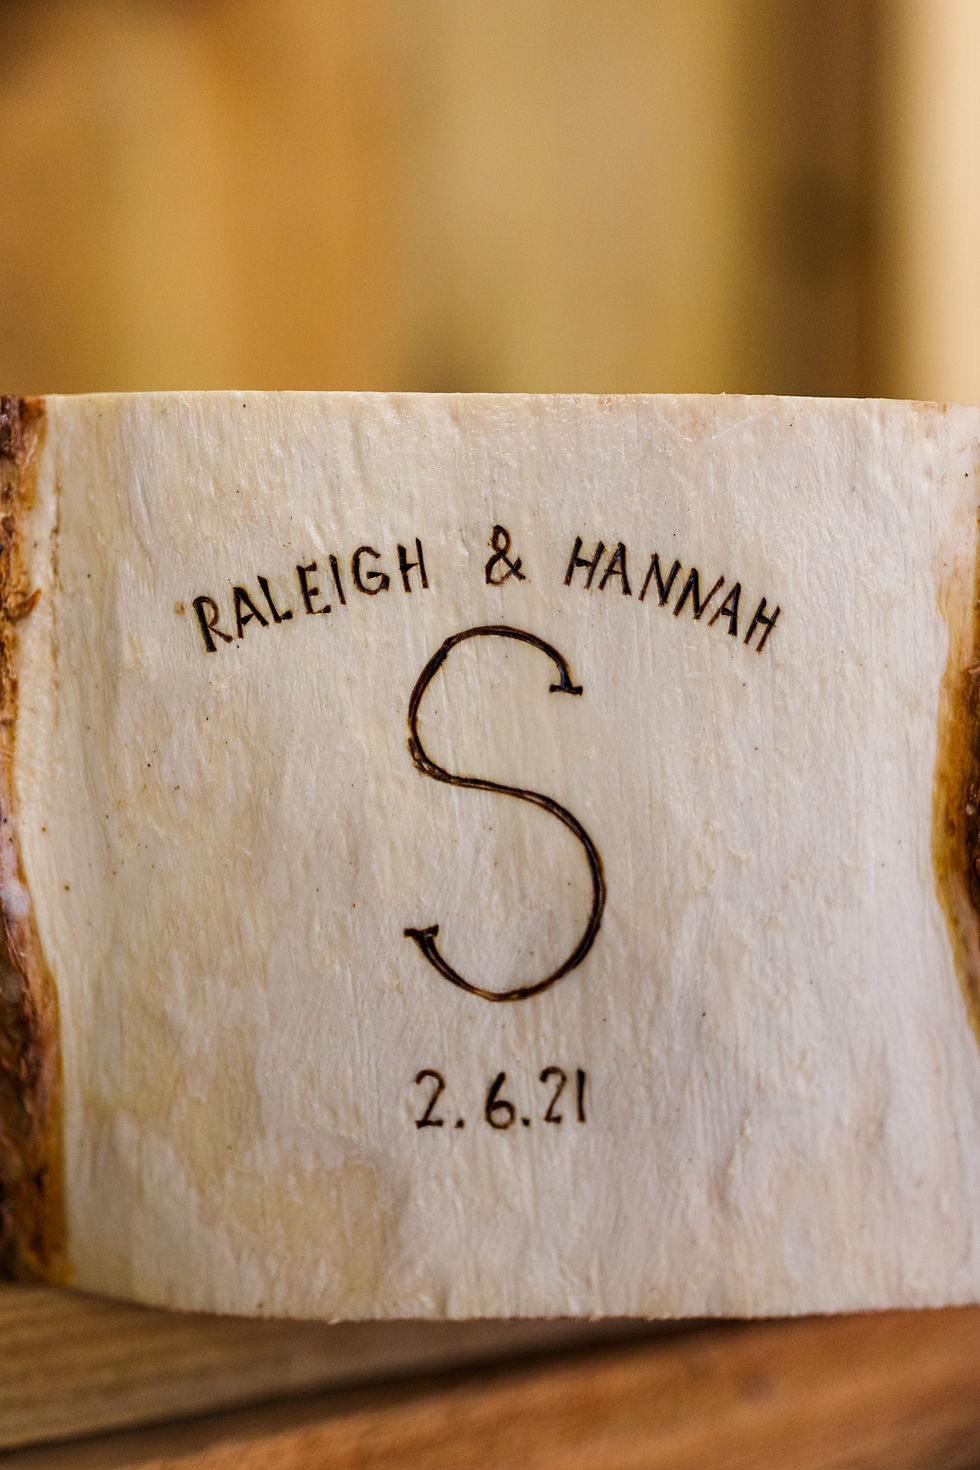 RALEIGH & HANNAH
S
2.6.21